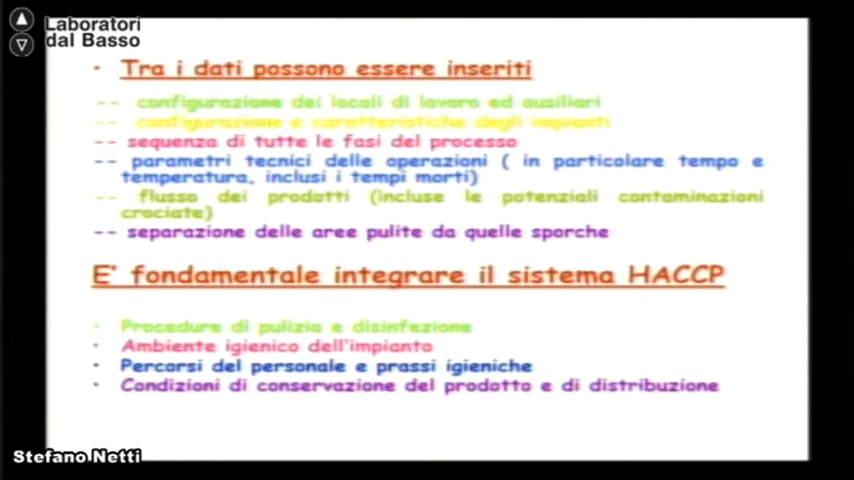 Laboratori
dal Basso
· Tra i dati possono essere inseriti
-- configurazione dei locali di lavoro ed ausiliari
-- configurazione e caratteristiche degli impianti
-- sequenza di tutte le fasi del processo
-- parametri tecnici delle operazioni ( in particolare tempo e
temperatura, inclusi i tempi morti)
-- flusso dei prodotti (incluse le potenziali contaminazioni
crociate)
-- separazione delle aree pulite da quelle sporche
E' fondamentale integrare il sistema HACCP
· Procedure di pulizia e disinfezione
· Ambiente igienico dell'impianto
· Percorsi del personale e prassi igieniche
· Condizioni di conservazione del prodotto e di distribuzione
Stefano Netti